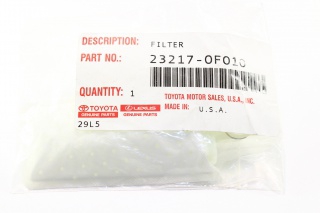 DESCRIPTION: FILTER
PART NO.: 23217-0F010
QUANTITY: 1
TOYOTA MOTOR SALES, U.S.A., INC.
TOYOTA LEXUS
GENUINE PARTS GENUINE PARTS
MADE IN: U.S.A.
29L5